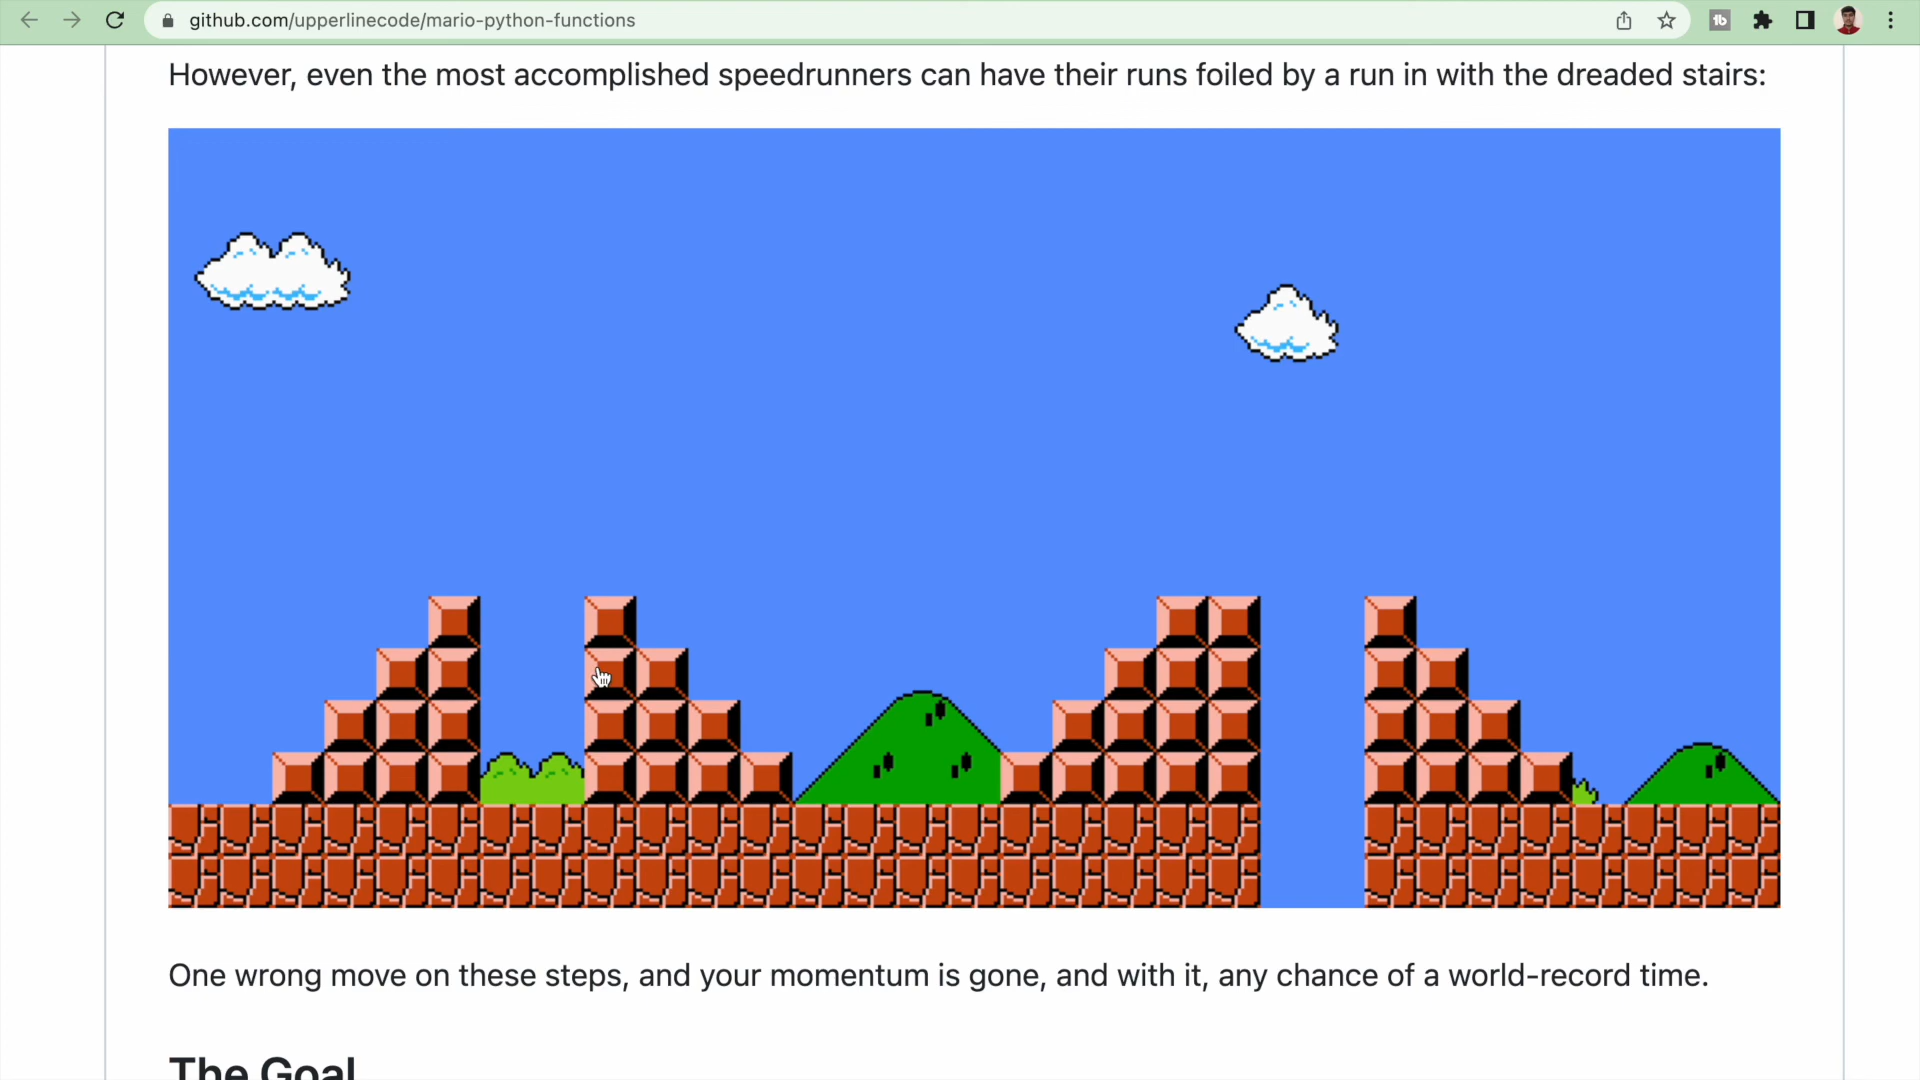 github.com/upperlinecode/mario-python-functions
However, even the most accomplished speedrunners can have their runs foiled by a run in with the dreaded stairs:
One wrong move on these steps, and your momentum is gone, and with it, any chance of a world-record time.
The Goal